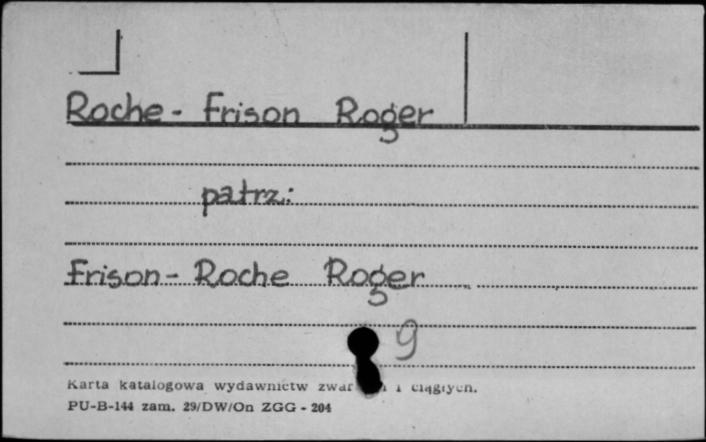 Roche - Frison Roger
patrz:
Frison - Roche Roger
9
Karta katalogowa wydawnictw i ciągłych.
PU-B-144 zam. 29/DW/On ZGG - 204